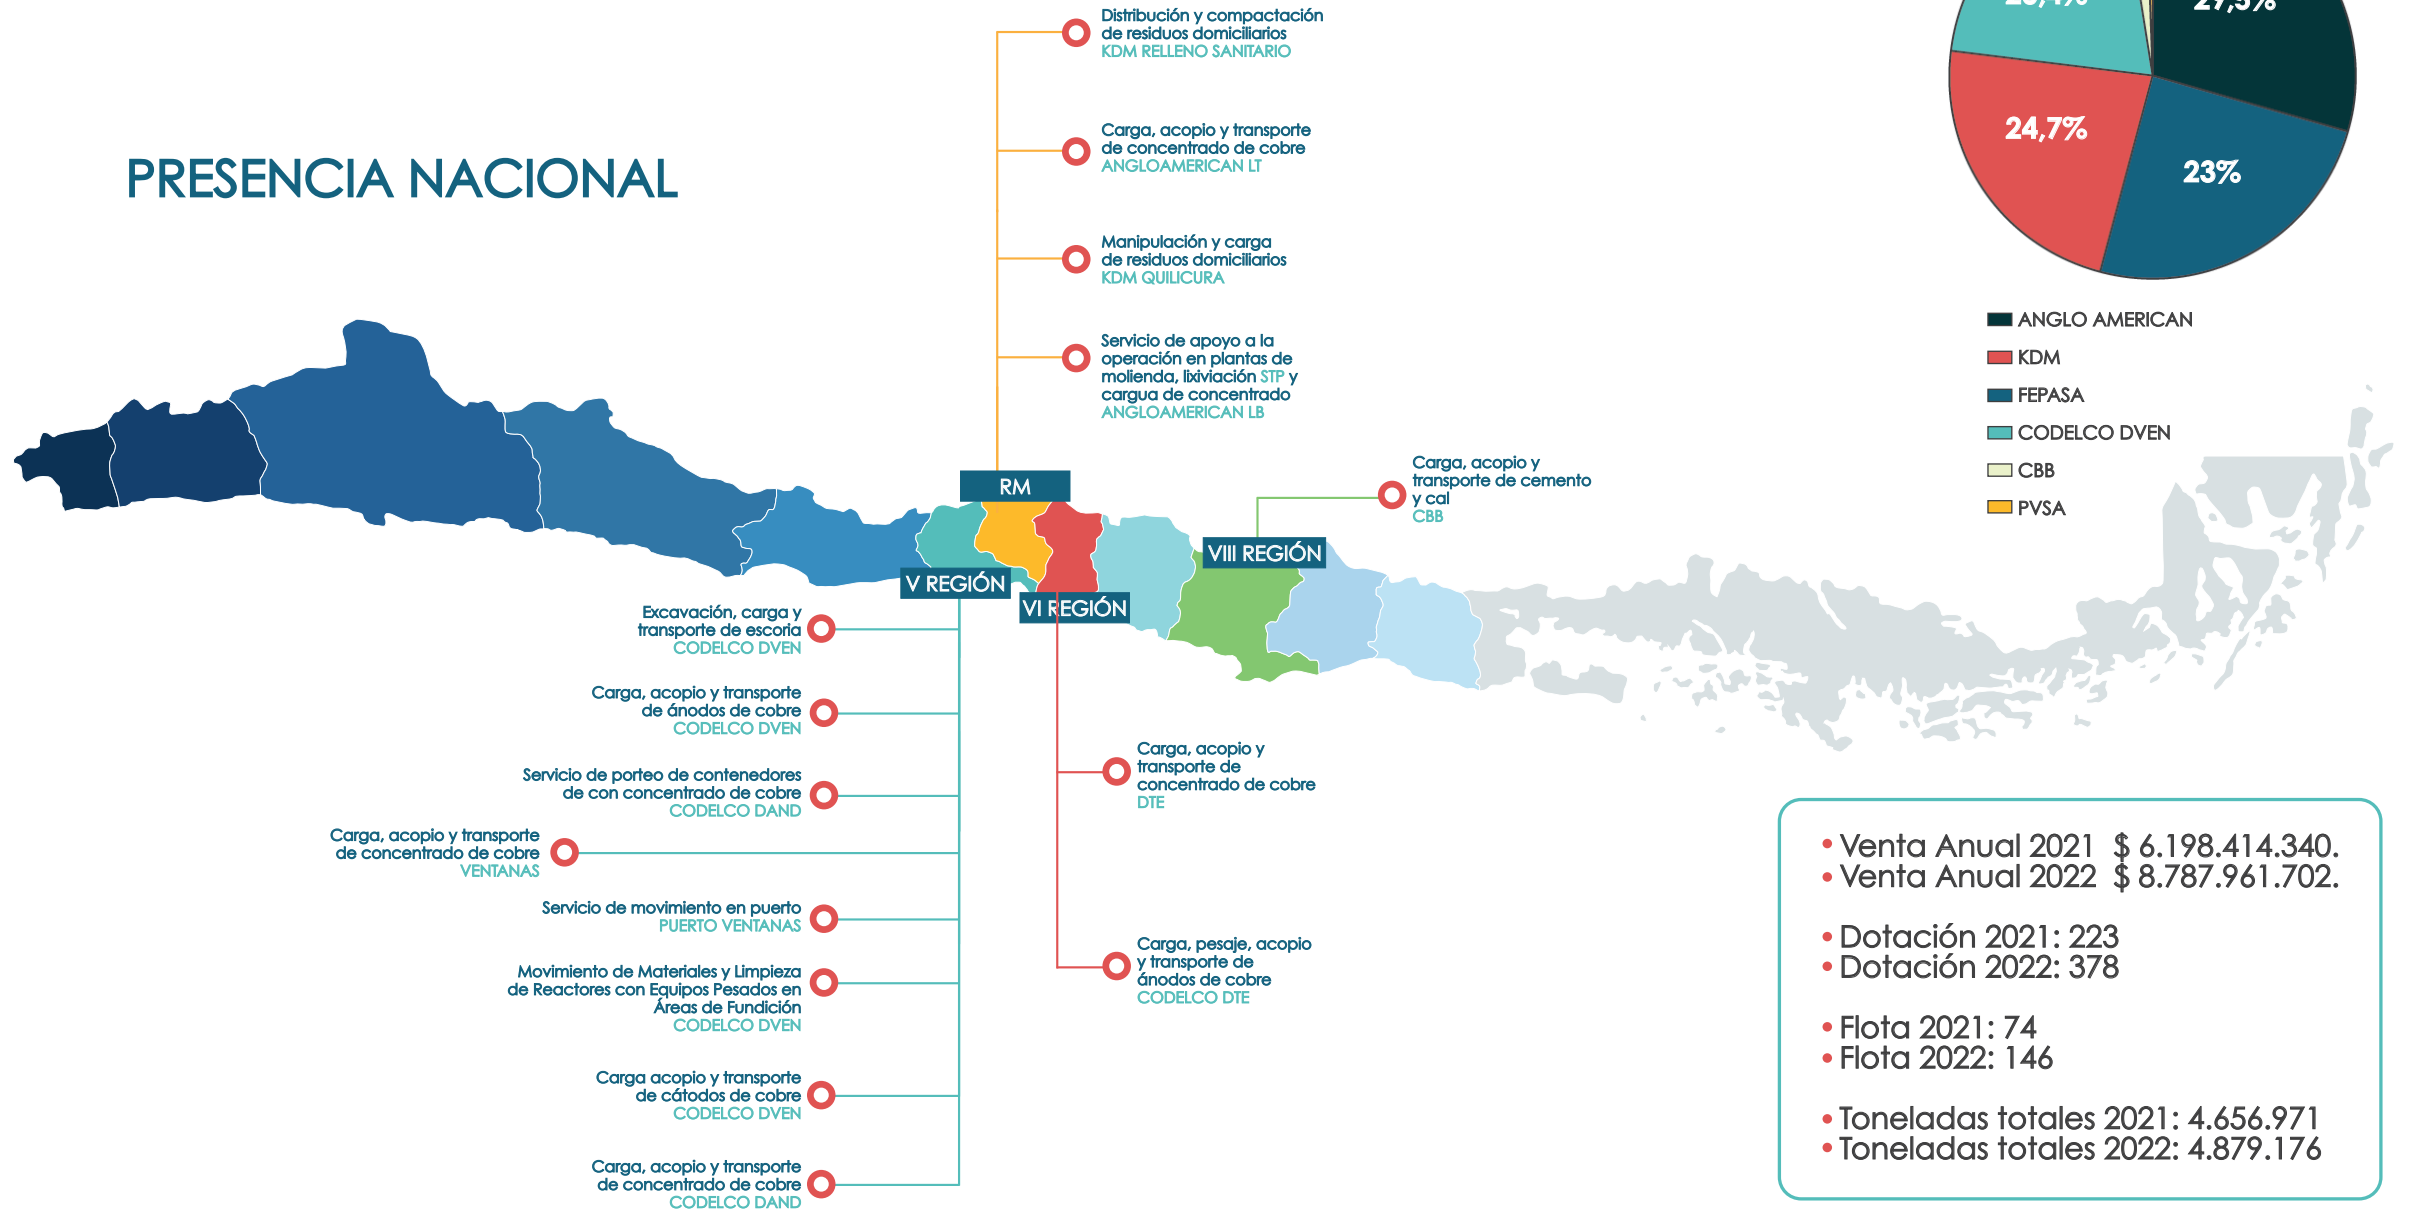 PRESENCIA NACIONAL
Distribución y compactación
de residuos domiciliarios
KDM RELLENO SANITARIO
Carga, acopio y transporte
de concentrado de cobre
ANGLOAMERICAN LT
Manipulación y carga
de residuos domiciliarios
KDM QUILICURA
Servicio de apoyo a la
operación en plantas de
molienda, lixiviación STP y
cargua de concentrado
ANGLOAMERICAN LB
RM
Carga, acopio y
transporte de cemento
y cal
CBB
VIII REGIÓN
V REGIÓN
VI REGIÓN
Excavación, carga y
transporte de escoria
CODELCO DVEN
Carga, acopio y transporte
de ánodos de cobre
CODELCO DVEN
Servicio de porteo de contenedores
de con concentrado de cobre
CODELCO DAND
Carga, acopio y transporte
de concentrado de cobre
VENTANAS
Servicio de movimiento en puerto
PUERTO VENTANAS
Movimiento de Materiales y Limpieza
de Reactores con Equipos Pesados en
Áreas de Fundición
CODELCO DVEN
Carga acopio y transporte
de cátodos de cobre
CODELCO DVEN
Carga, acopio y transporte
de concentrado de cobre
CODELCO DAND
Carga, acopio y
transporte de
concentrado de cobre
DTE
Carga, pesaje, acopio
y transporte de
ánodos de cobre
CODELCO DTE
29,5%
24,7%
23%
ANGLO AMERICAN
KDM
FEPASA
CODELCO DVEN
CBB
PVSA
• Venta Anual 2021 $ 6.198.414.340.
• Venta Anual 2022 $ 8.787.961.702.
• Dotación 2021: 223
• Dotación 2022: 378
• Flota 2021: 74
• Flota 2022: 146
• Toneladas totales 2021: 4.656.971
• Toneladas totales 2022: 4.879.176